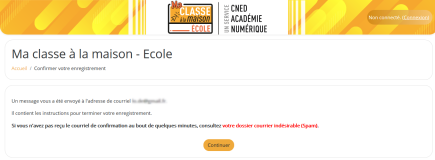 Ma
CLASSE
à la maison
ECOLE
UN SERVICE
CNED
ACADÉMIE
NUMÉRIQUE
Non connecté. (Connexion)
Ma classe à la maison - Ecole
Accueil / Confirmer votre enregistrement
Un message vous a été envoyé à l'adresse de courriel
Il contient les instructions pour terminer votre enregistrement.
Si vous n'avez pas reçu le courriel de confirmation au bout de quelques minutes, consultez votre dossier courrier indésirable (Spam).
Continuer